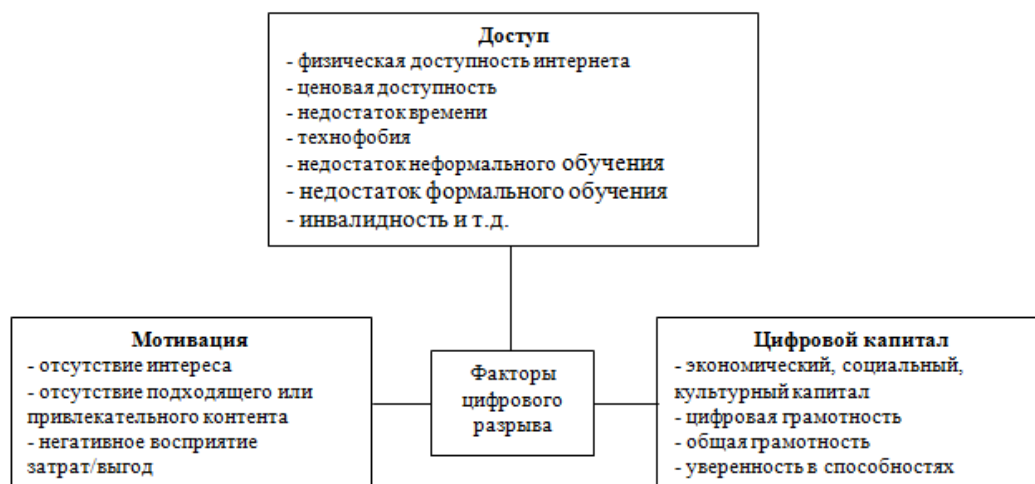 Доступ
- физическая доступность интернета
- ценовая доступность
- недостаток времени
- технофобия
- недостаток неформального обучения
- недостаток формального обучения
- инвалидность и т.д.
Мотивация
- отсутствие интереса
- отсутствие подходящего или
привлекательного контента
- негативное восприятие
затрат/выгод
Факторы
цифрового
разрыва
Цифровой капитал
- экономический, социальный,
культурный капитал
- цифровая грамотность
- общая грамотность
- уверенность в способностях